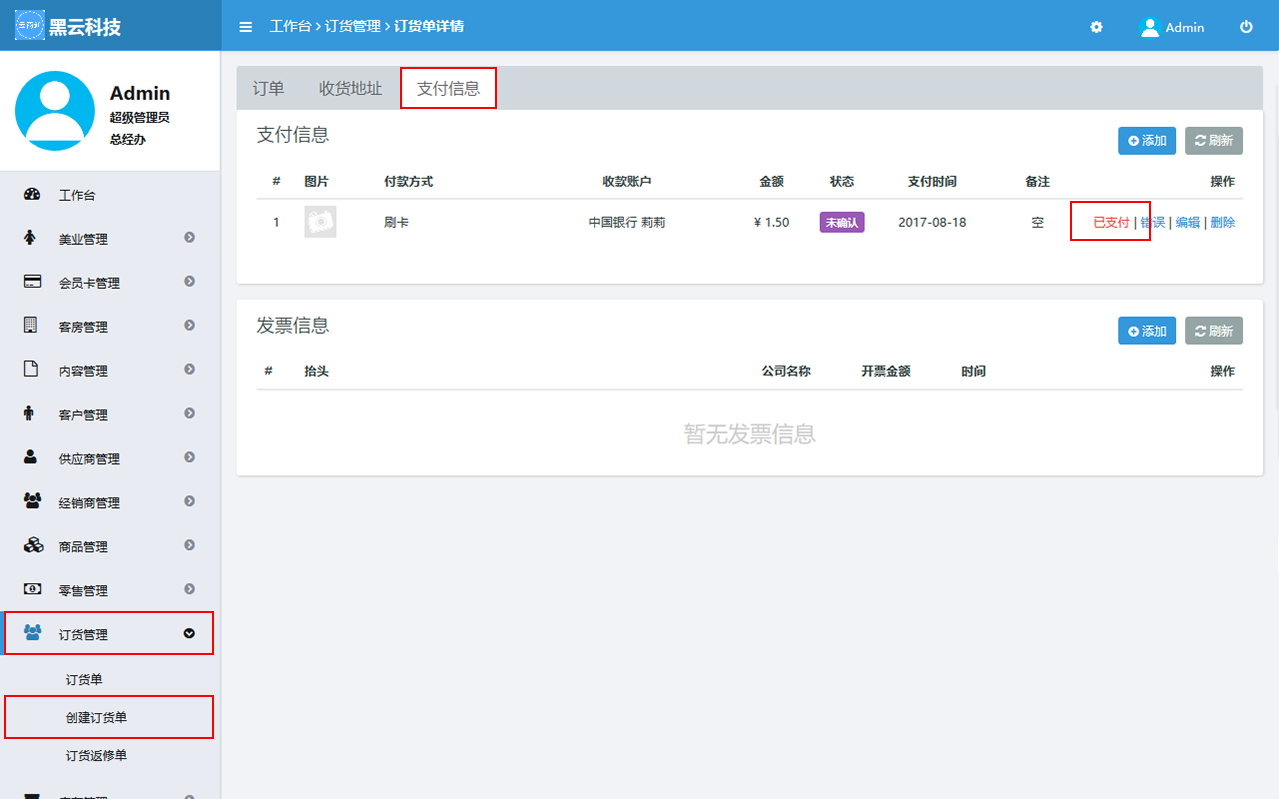 黑云科技
工作台 > 订货管理 > 订货单详情
Admin
Admin
超级管理员
总经办
工作台
美业管理
会员卡管理
客房管理
内容管理
客户管理
供应商管理
经销商管理
商品管理
零售管理
订货管理
订货单
创建订货单
订货返修单
订单 收货地址 支付信息
支付信息 添加 刷新
# 图片 付款方式 收款账户 金额 状态 支付时间 备注 操作
1 刷卡 中国银行 莉莉 ¥ 1.50 未确认 2017-08-18 空 已支付 | 错误 | 编辑 | 删除
发票信息 添加 刷新
# 抬头 公司名称 开票金额 时间 操作
暂无发票信息